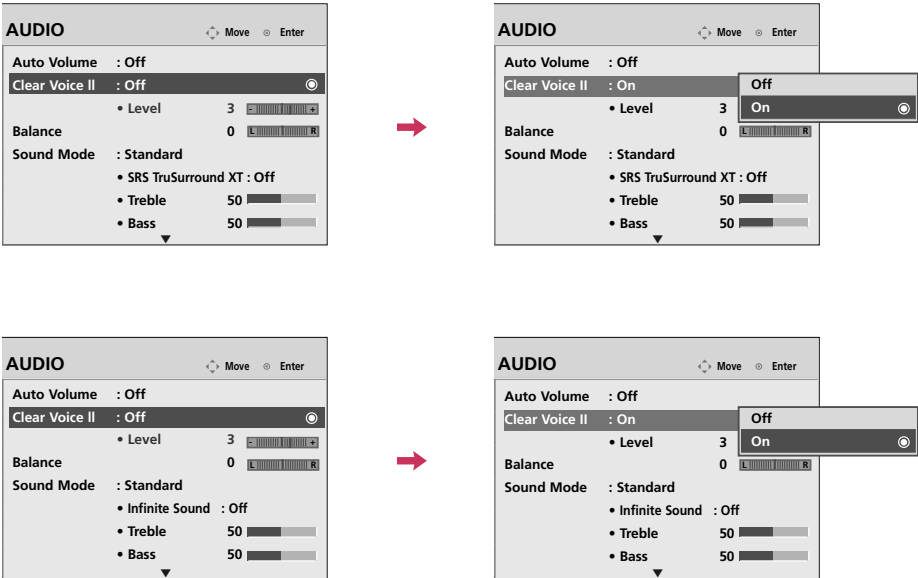 AUDIO Move Enter
Auto Volume : Off
Clear Voice ll : Off
• Level 3 - +
Balance 0 L R
Sound Mode : Standard
• SRS TruSurround XT : Off
• Treble 50
• Bass 50
AUDIO Move Enter
Auto Volume : Off
Clear Voice ll : On
Off
On
• Level 3
Balance 0 L R
Sound Mode : Standard
• SRS TruSurround XT : Off
• Treble 50
• Bass 50
AUDIO Move Enter
Auto Volume : Off
Clear Voice ll : Off
• Level 3 - +
Balance 0 L R
Sound Mode : Standard
• Infinite Sound : Off
• Treble 50
• Bass 50
AUDIO Move Enter
Auto Volume : Off
Clear Voice ll : On
Off
On
• Level 3
Balance 0 L R
Sound Mode : Standard
• Infinite Sound : Off
• Treble 50
• Bass 50